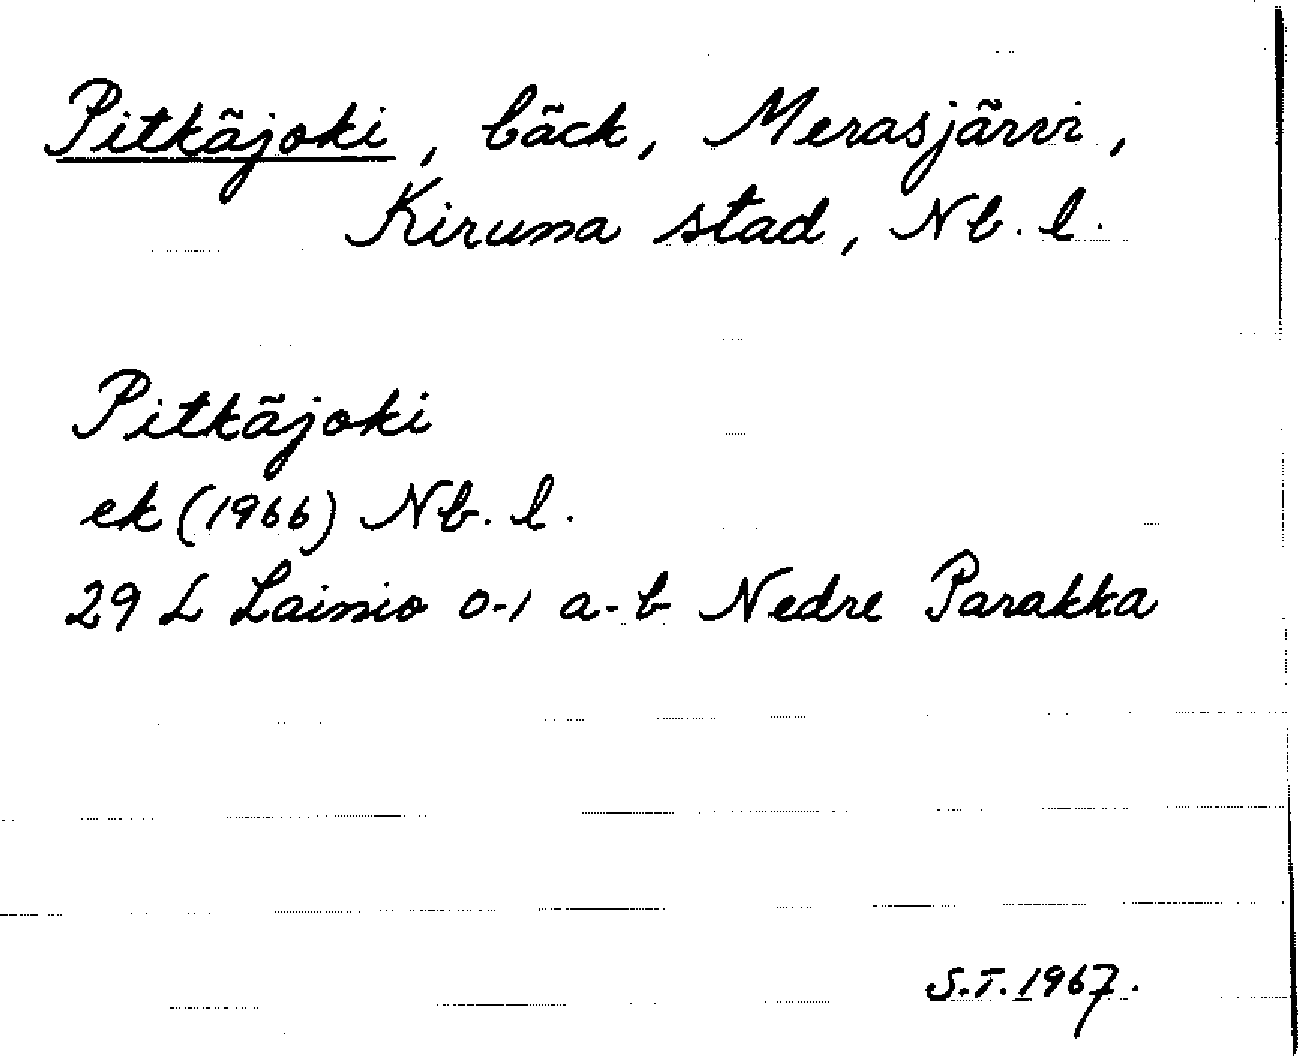 Pitkäjoki, bäck, Merasjärvi,
Kiruna stad, Nb. l.
Pitkäjoki
ek (1966) Nb. l.
29 L Lainio 0-1 a-b Nedre Parakka
S.T. 1967.